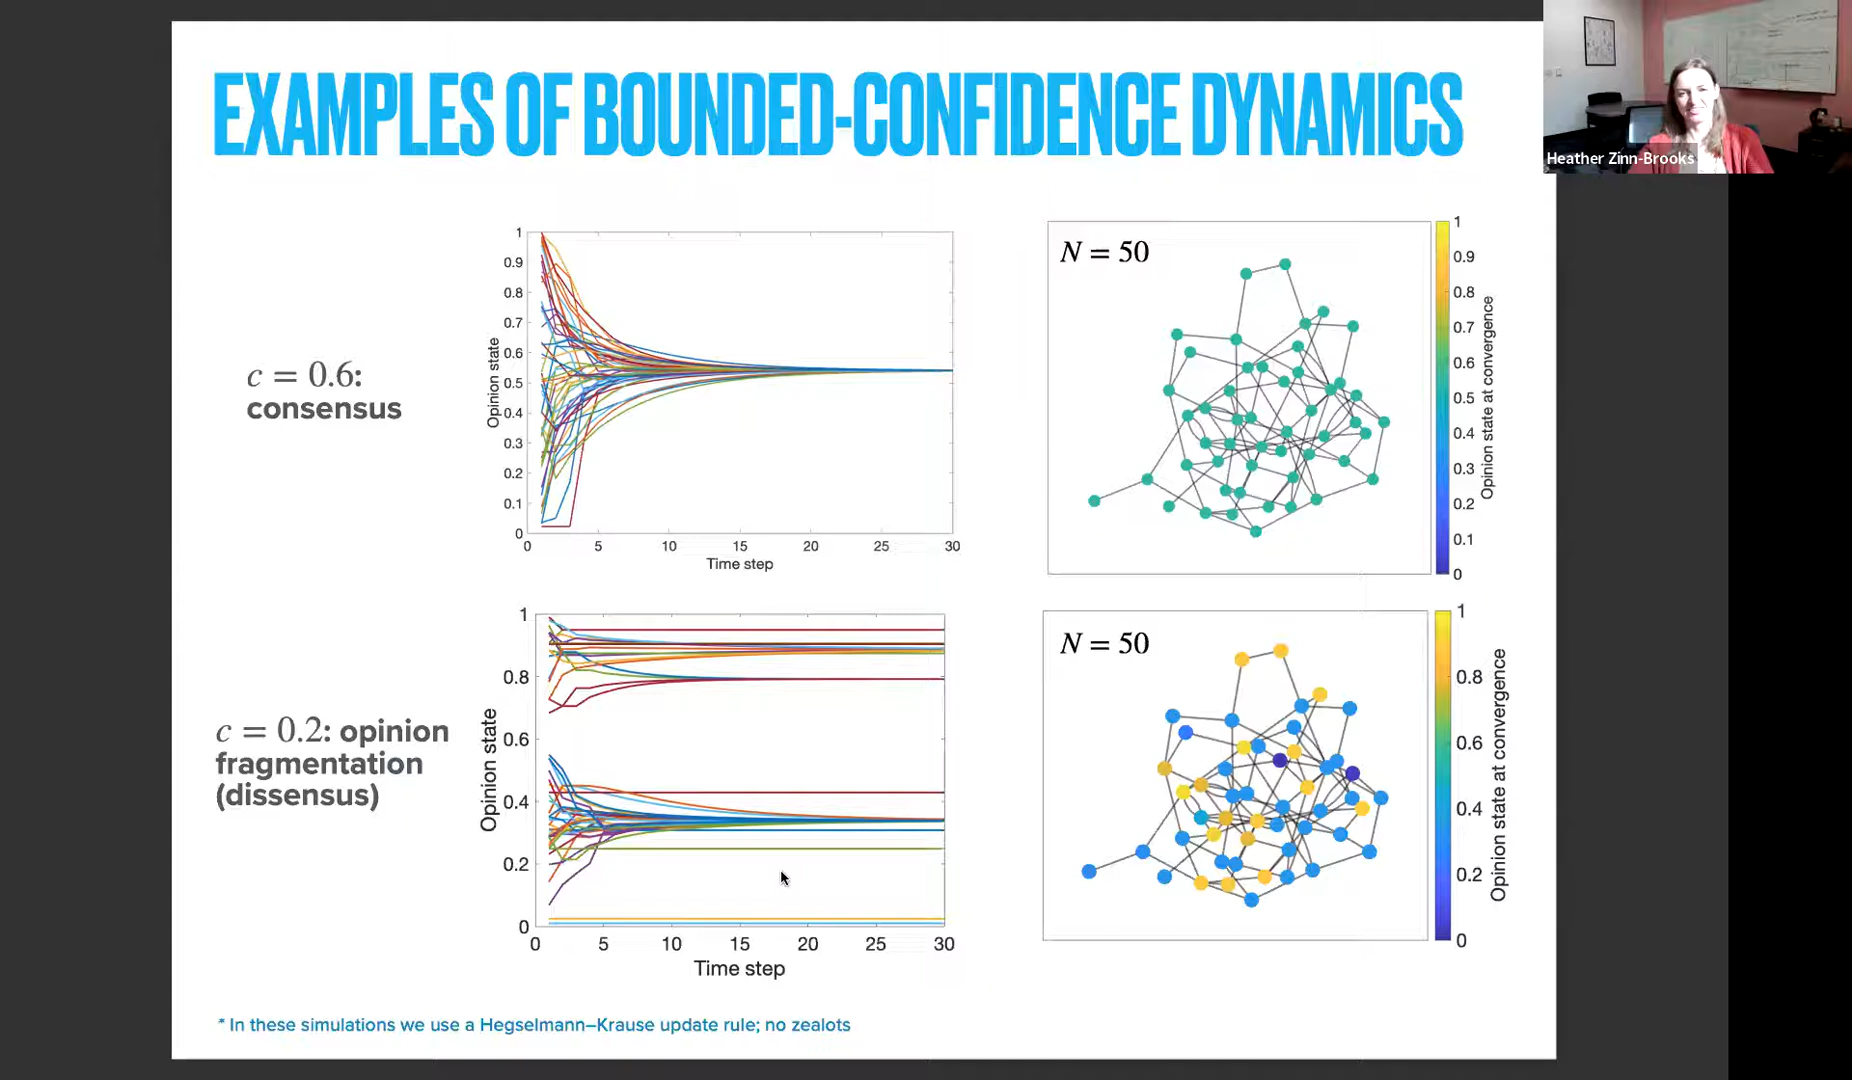 EXAMPLES OF BOUNDED-CONFIDENCE DYNAMICS
Heather Zinn-Brooks
c = 0.6:
consensus
Opinion state
1
0.9
0.8
0.7
0.6
0.5
0.4
0.3
0.2
0.1
0
0 5 10 15 20 25 30
Time step
N = 50
1
0.9
0.8
0.7
0.6
0.5
0.4
0.3
0.2
0.1
0
Opinion state at convergence
c = 0.2: opinion
fragmentation
(dissensus)
Opinion state
1
0.8
0.6
0.4
0.2
0
0 5 10 15 20 25 30
Time step
N = 50
1
0.8
0.6
0.4
0.2
0
Opinion state at convergence
* In these simulations we use a Hegselmann–Krause update rule; no zealots